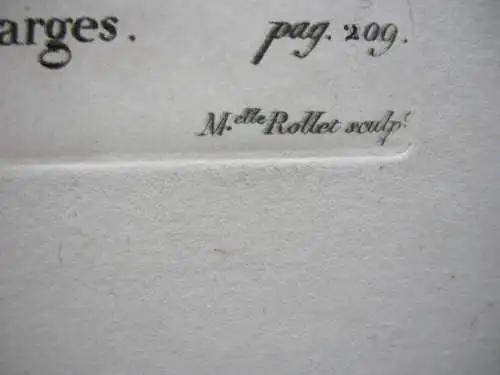 arges. pag. 209.
M.elle Rollet sculp.t